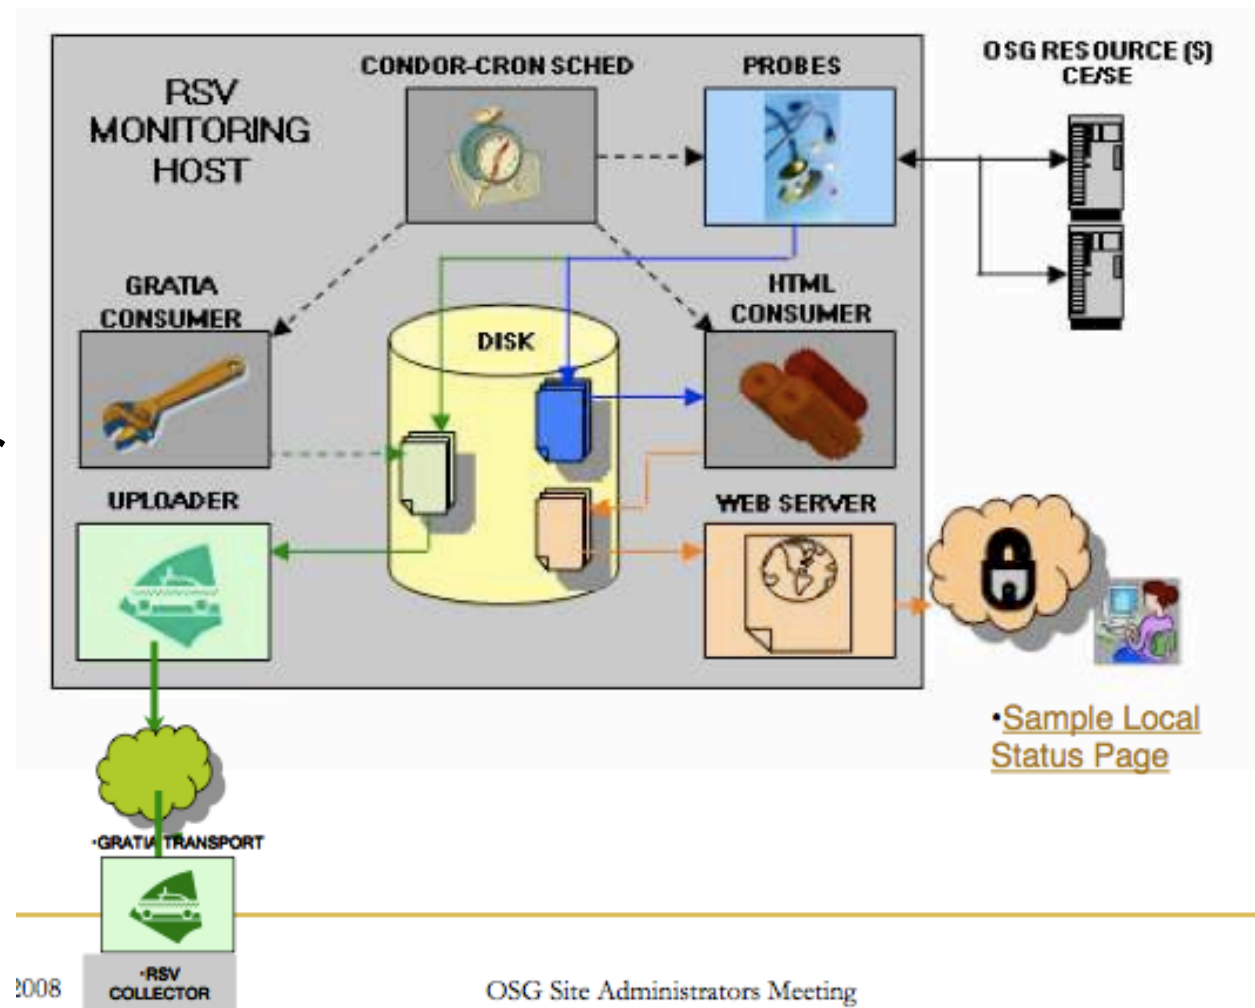 CONDOR-CRON SCHED
PROBES
OSG RESOURCE (S)
CE/SE
RSV
MONITORING
HOST
GRATIA
CONSUMER
DISK
HTML
CONSUMER
UPLOADER
WEB SERVER
•Sample Local
Status Page
•GRATIA TRANSPORT
•RSV
COLLECTOR
2008
OSG Site Administrators Meeting